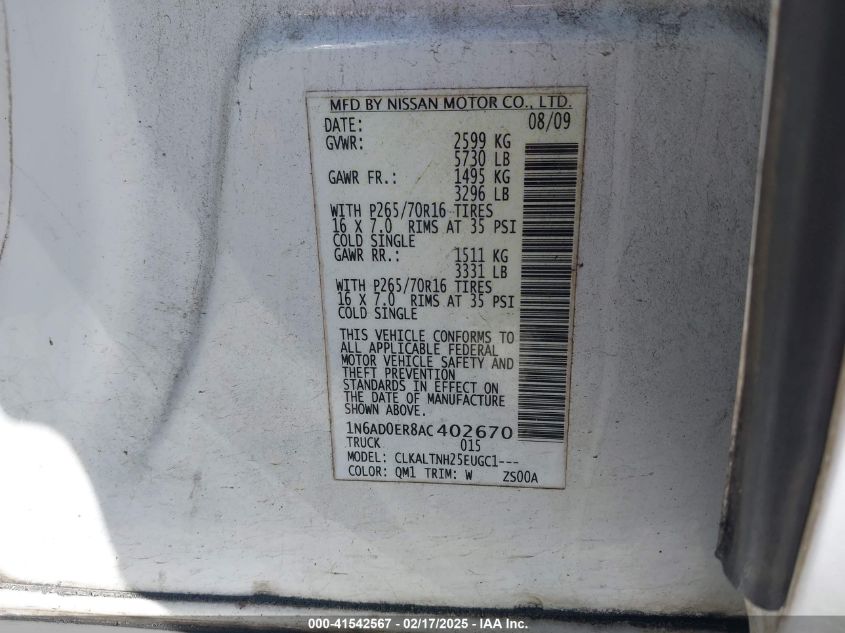 MFD BY NISSAN MOTOR CO., LTD.
DATE: 08/09
GVWR: 2599 KG
5730 LB
GAWR FR.: 1495 KG
3296 LB
WITH P265/70R16 TIRES
16 X 7.0 RIMS AT 35 PSI
COLD SINGLE
GAWR RR.: 1511 KG
3331 LB
WITH P265/70R16 TIRES
16 X 7.0 RIMS AT 35 PSI
COLD SINGLE
THIS VEHICLE CONFORMS TO
ALL APPLICABLE FEDERAL
MOTOR VEHICLE SAFETY AND
THEFT PREVENTION
STANDARDS IN EFFECT ON
THE DATE OF MANUFACTURE
SHOWN ABOVE.
1N6AD0ER8AC402670
TRUCK 015
MODEL: CLKALTNH25EUGC1---
COLOR: QM1 TRIM: W ZS00A
000-41542567 - 02/17/2025 - IAAI.COM